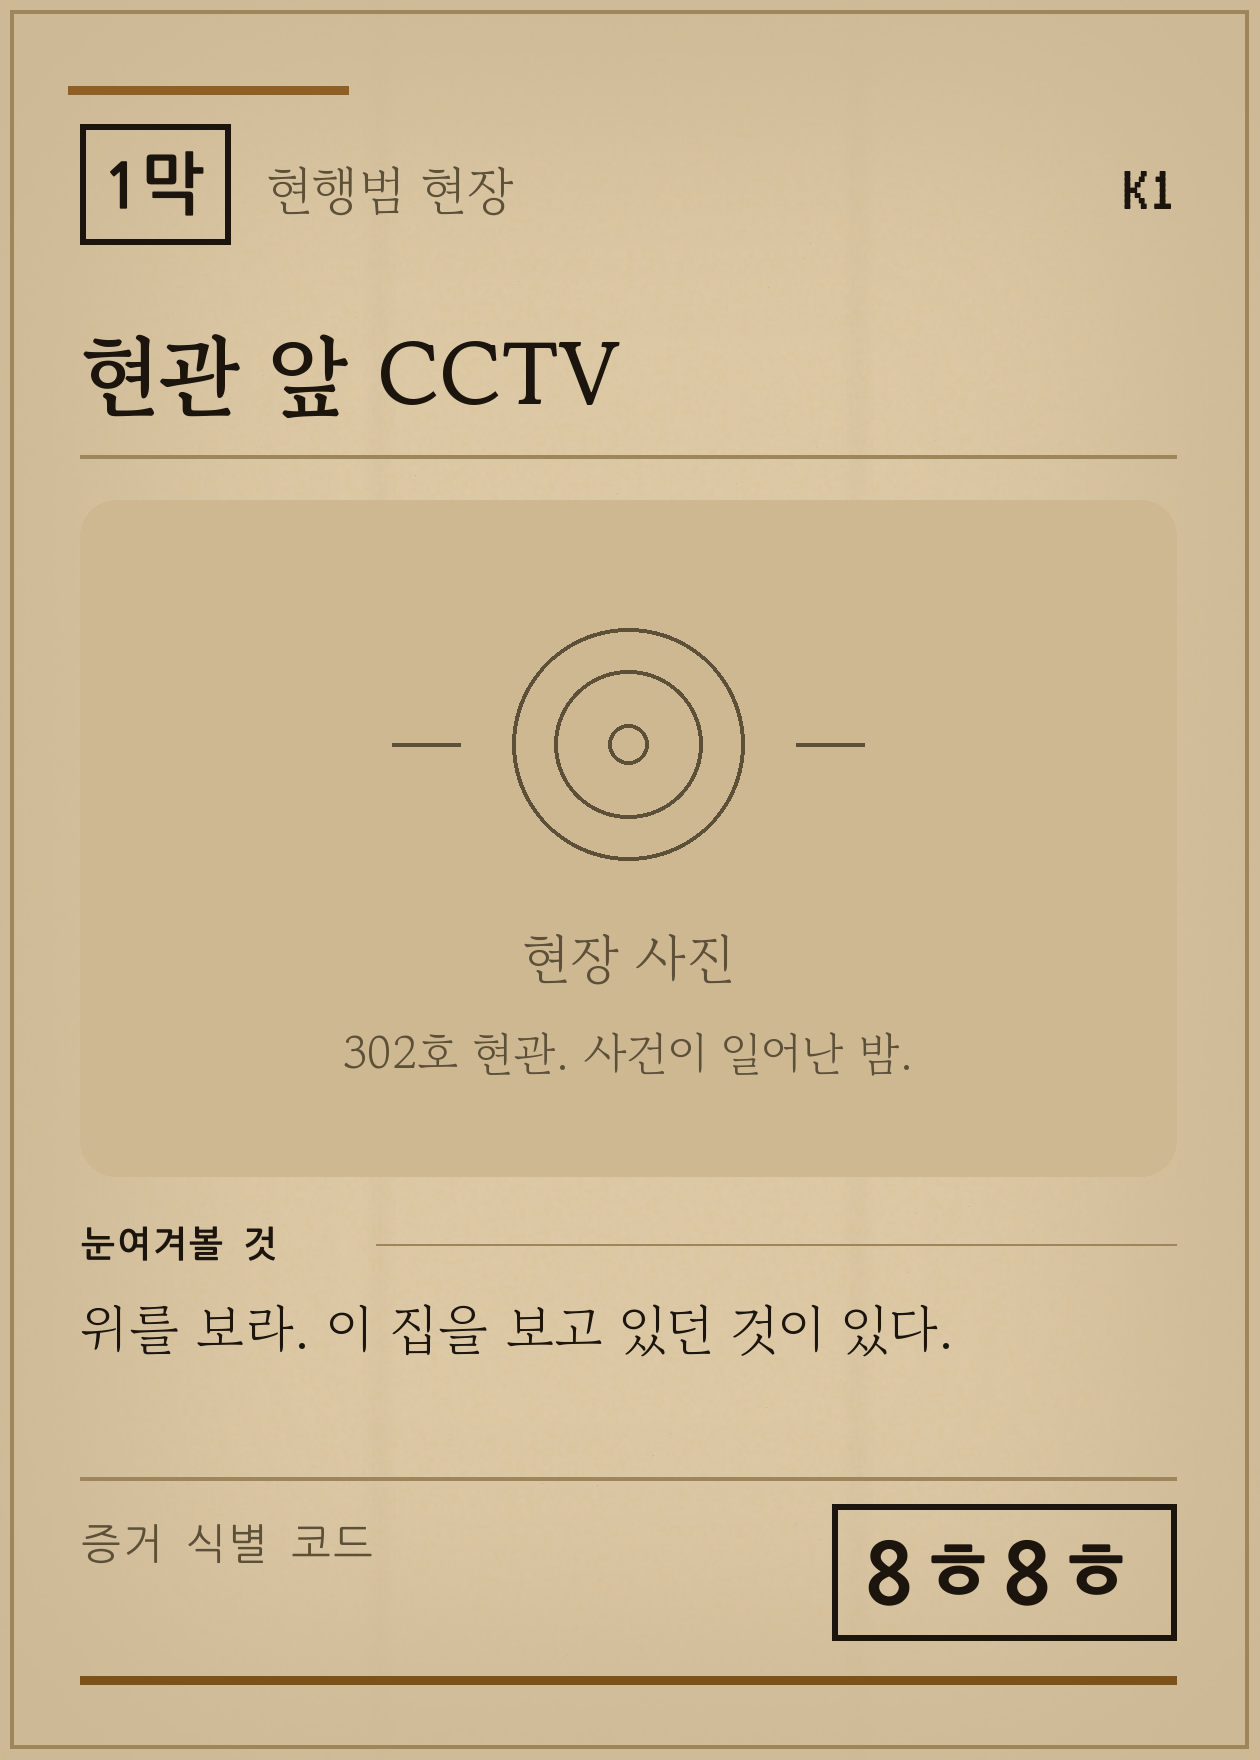 1막 현행범 현장 K1
현관 앞 CCTV
현장 사진
302호 현관. 사건이 일어난 밤.
눈여겨볼 것
위를 보라. 이 집을 보고 있던 것이 있다.
증거 식별 코드 8ㅎ8ㅎ